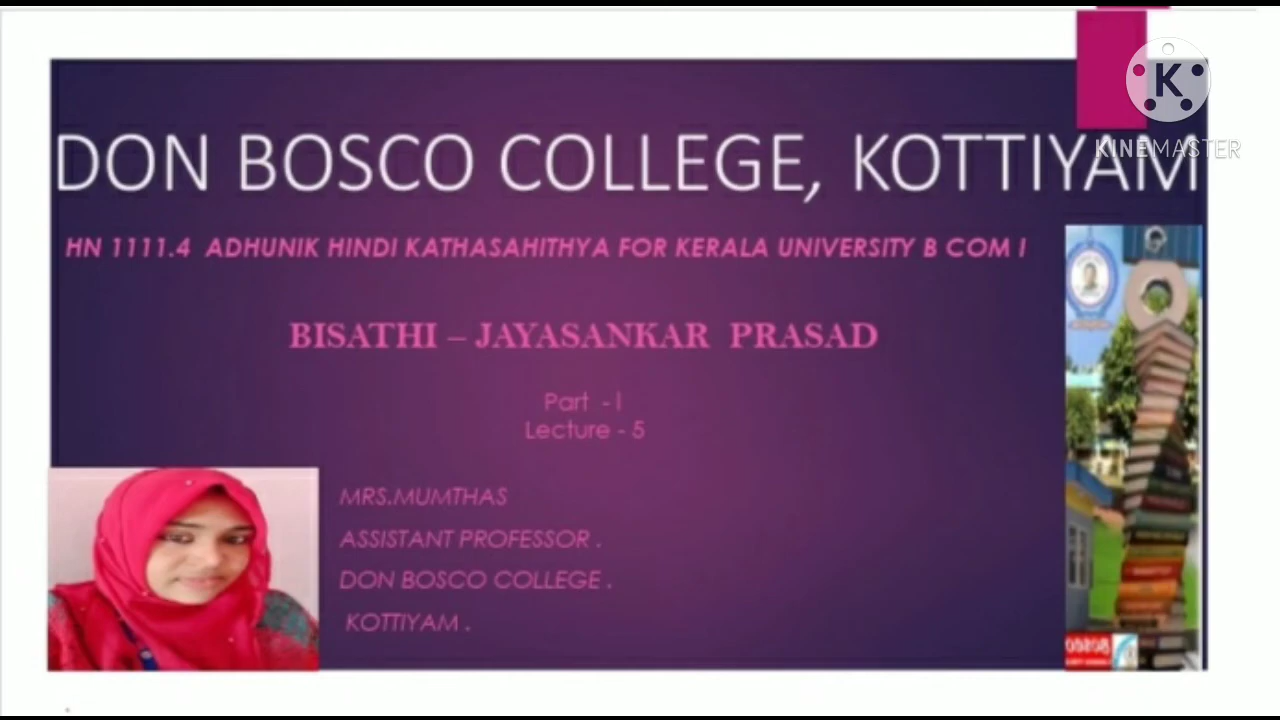 K
KINEMASTER
DON BOSCO COLLEGE, KOTTIYAM
HN 1111.4 ADHUNIK HINDI KATHASAHITHYA FOR KERALA UNIVERSITY B COM I
BISATHI – JAYASANKAR PRASAD
Part - I
Lecture - 5
MRS.MUMTHAS
ASSISTANT PROFESSOR .
DON BOSCO COLLEGE .
KOTTIYAM .